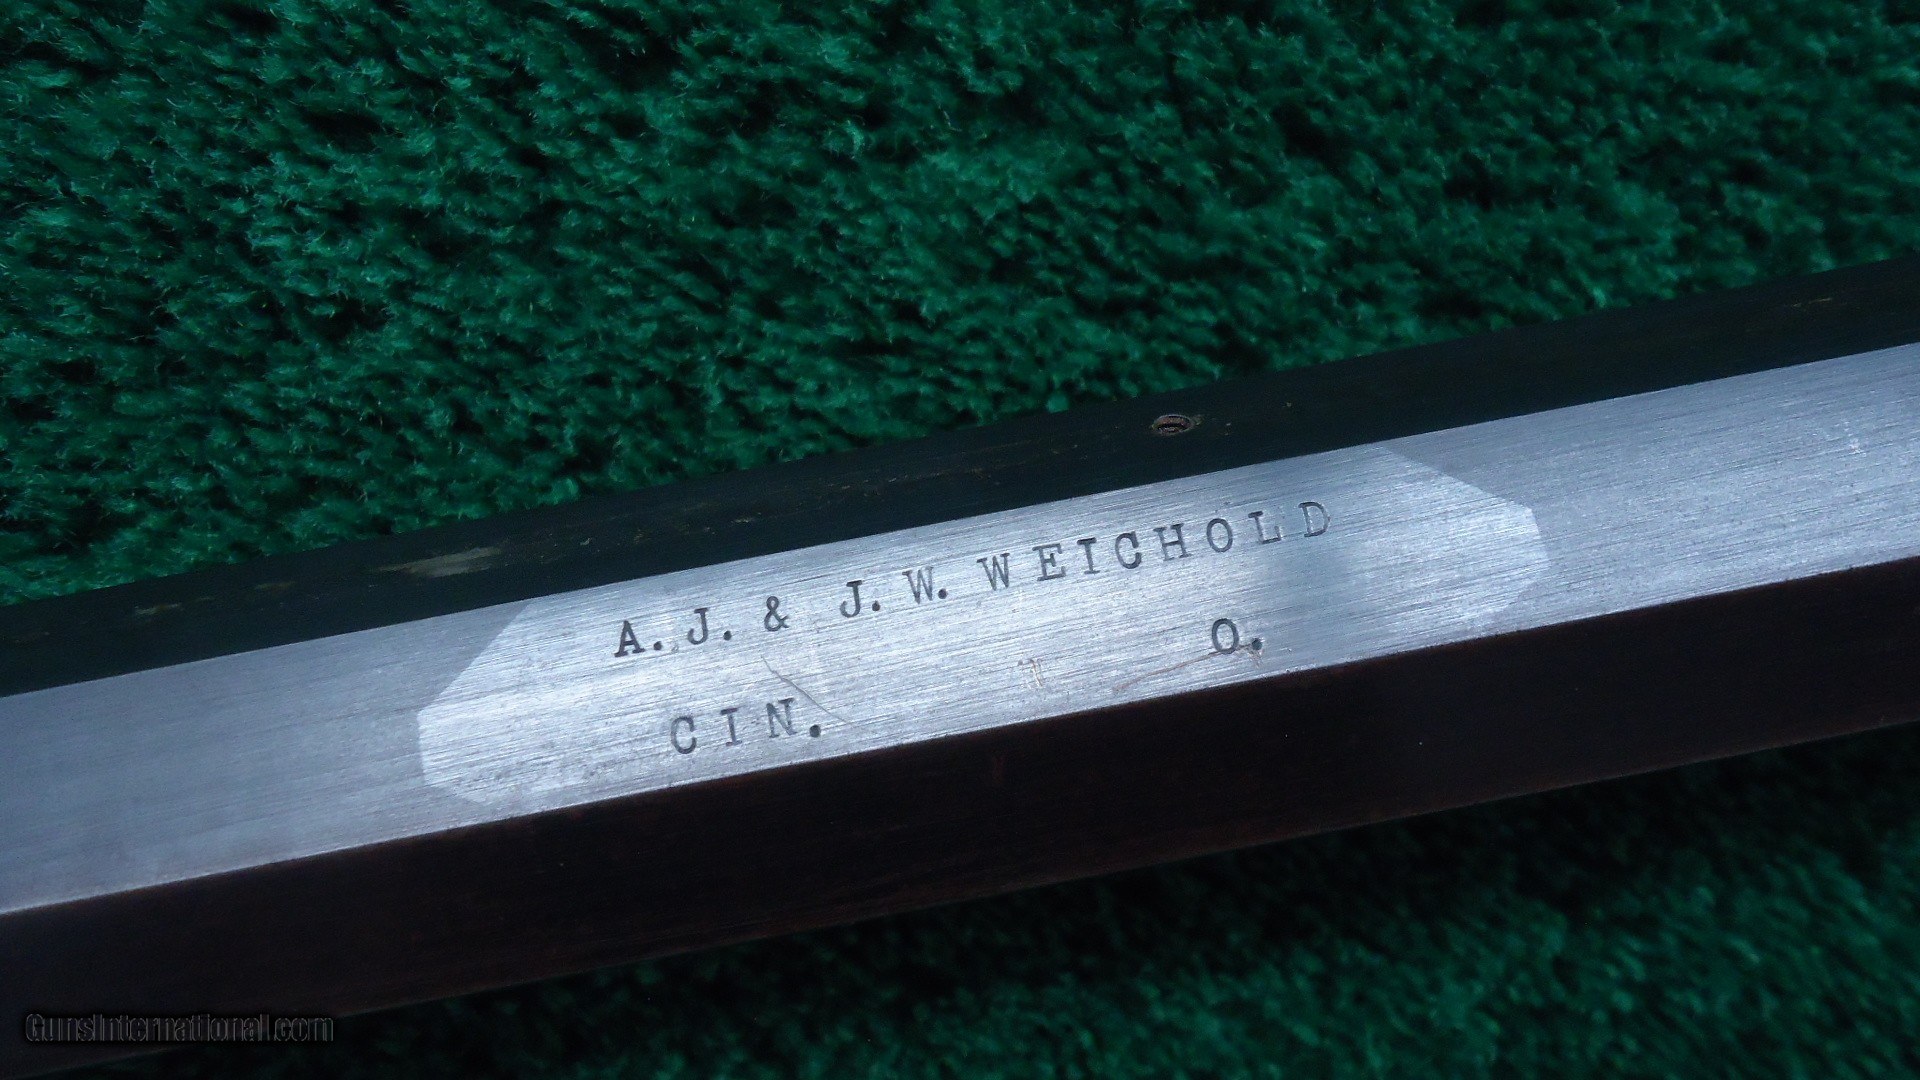 A. J. & J. W. WEICHOLD
CIN. O.
GunsInternational.com